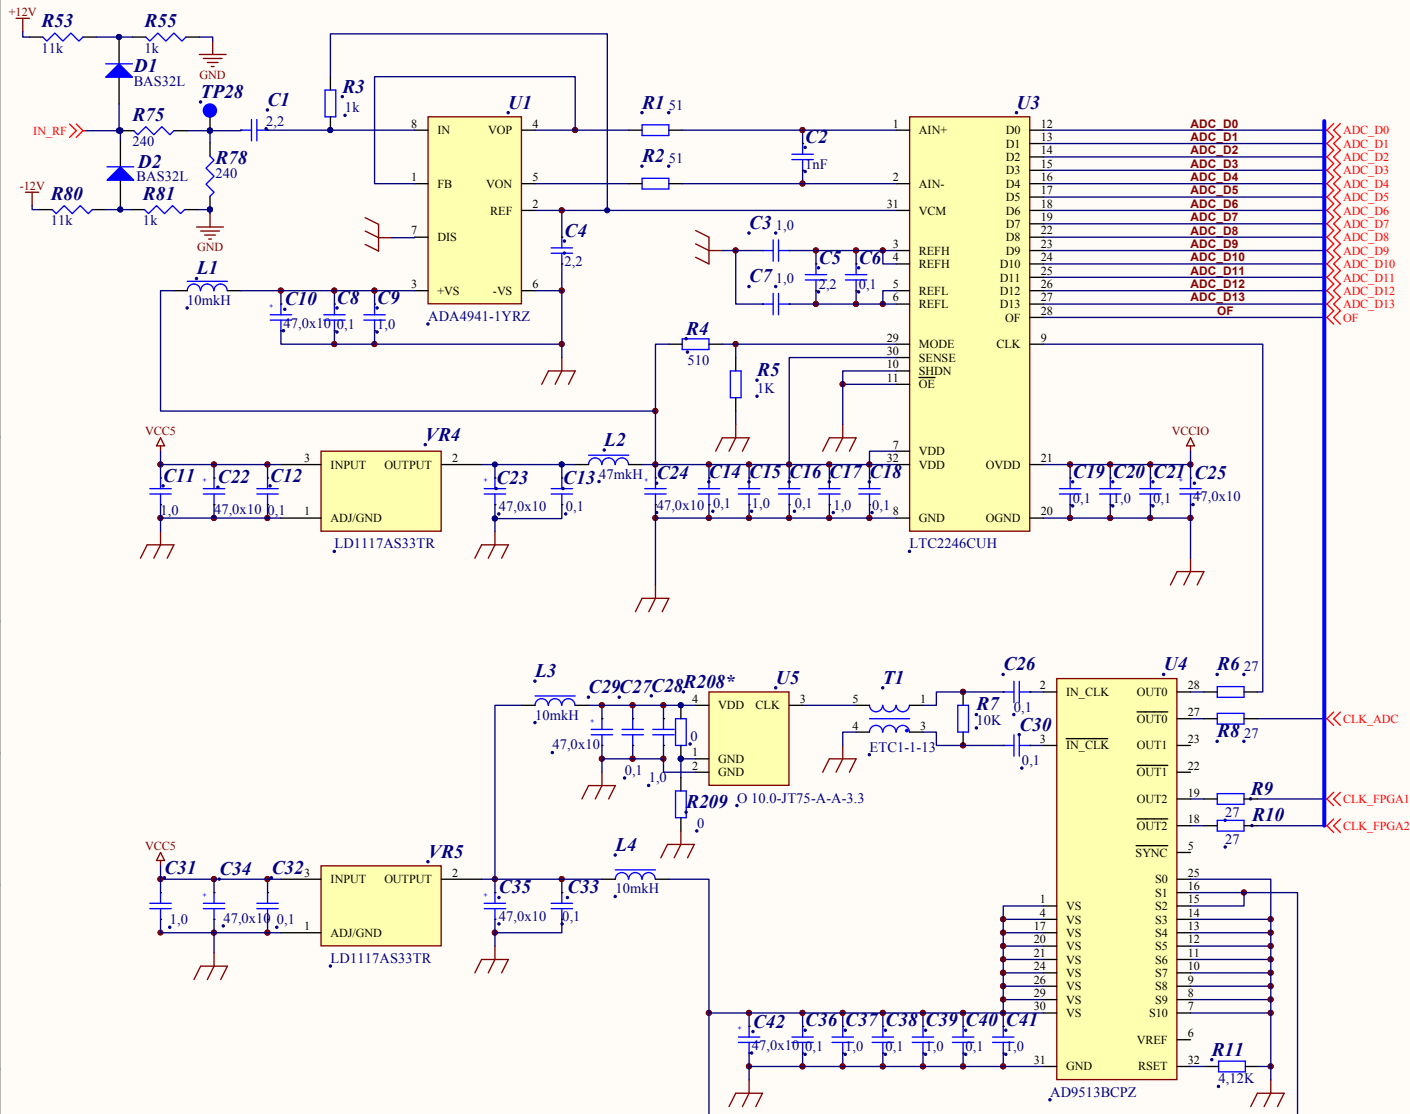 +12V
R53
11k
R55
1k
GND
D1
BAS32L
TP28
IN_RF
R75
240
C1
2,2
R3
1k
D2
BAS32L
R78
240
-12V
R80
11k
R81
1k
GND
U1
8 IN VOP 4
1 FB VON 5
REF 2
7 DIS
3 +VS -VS 6
ADA4941-1YRZ
R1 51
R2 51
C2
1nF
C4
2,2
L1
10mkH
C10
47,0x10
C8
0,1
C9
1,0
C3 1,0
C7 1,0
C5
2,2
C6
0,1
R4
510
R5
1K
U3
1 AIN+ D0 12 ADC_D0 ADC_D0
D1 13 ADC_D1 ADC_D1
D2 14 ADC_D2 ADC_D2
D3 15 ADC_D3 ADC_D3
2 AIN- D4 16 ADC_D4 ADC_D4
D5 17 ADC_D5 ADC_D5
31 VCM D6 18 ADC_D6 ADC_D6
D7 19 ADC_D7 ADC_D7
D8 22 ADC_D8 ADC_D8
3 REFH D9 23 ADC_D9 ADC_D9
4 REFH D10 24 ADC_D10 ADC_D10
D11 25 ADC_D11 ADC_D11
5 REFL D12 26 ADC_D12 ADC_D12
6 REFL D13 27 ADC_D13 ADC_D13
OF 28 OF OF
29 MODE CLK 9
30 SENSE
10 SHDN
11 OE
7 VDD
32 VDD OVDD 21
8 GND OGND 20
LTC2246CUH
VCC5
C11
1,0
C22
47,0x10
C12
0,1
VR4
3 INPUT OUTPUT 2
1 ADJ/GND
LD1117AS33TR
C23
47,0x10
C13
0,1
L2
47mkH
C24
47,0x10
C14
0,1
C15
1,0
C16
0,1
C17
1,0
C18
0,1
VCCIO
C19
0,1
C20
1,0
C21
0,1
C25
47,0x10
L3
10mkH
C29
47,0x10
C27
0,1
C28
1,0
R208*
0
R209
0
U5
4 VDD CLK 3
1 GND
2 GND
O 10.0-JT75-A-A-3.3
T1
5 1
4 3
ETC1-1-13
R7
10K
C26
0,1
C30
0,1
U4
2 IN_CLK OUT0 28
OUT0 27
3 IN_CLK OUT1 23
OUT1 22
OUT2 19
OUT2 18
SYNC 5
S0 25
S1 16
1 VS S2 15
4 VS S3 14
17 VS S4 13
20 VS S5 12
21 VS S6 11
24 VS S7 10
26 VS S8 9
29 VS S9 8
30 VS S10 7
VREF 6
31 GND RSET 32
AD9513BCPZ
R6 27
R8 27
CLK_ADC
R9
27
CLK_FPGA1
R10
27
CLK_FPGA2
R11
4,12K
VCC5
C31
1,0
C34
47,0x10
C32
0,1
VR5
3 INPUT OUTPUT 2
1 ADJ/GND
LD1117AS33TR
C35
47,0x10
C33
0,1
L4
10mkH
C42
47,0x10
C36
0,1
C37
1,0
C38
0,1
C39
1,0
C40
0,1
C41
1,0